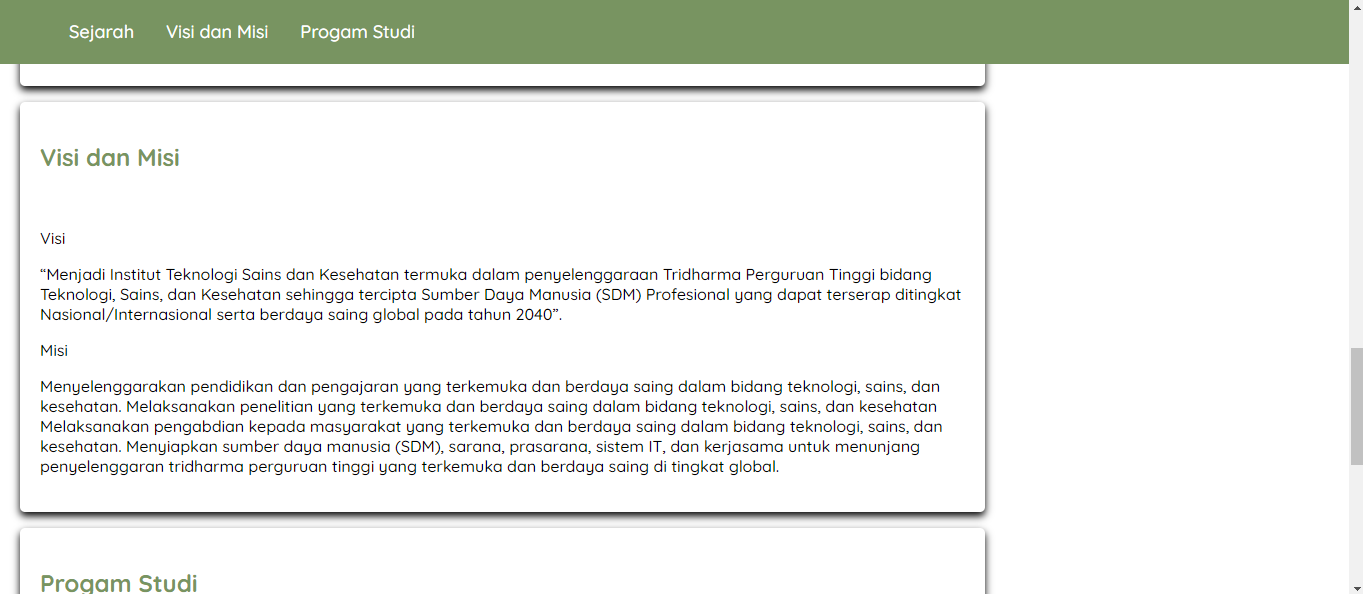 Sejarah Visi dan Misi Progam Studi
Visi dan Misi
Visi
“Menjadi Institut Teknologi Sains dan Kesehatan termuka dalam penyelenggaraan Tridharma Perguruan Tinggi bidang
Teknologi, Sains, dan Kesehatan sehingga tercipta Sumber Daya Manusia (SDM) Profesional yang dapat terserap ditingkat
Nasional/Internasional serta berdaya saing global pada tahun 2040”.
Misi
Menyelenggarakan pendidikan dan pengajaran yang terkemuka dan berdaya saing dalam bidang teknologi, sains, dan
kesehatan. Melaksanakan penelitian yang terkemuka dan berdaya saing dalam bidang teknologi, sains, dan kesehatan
Melaksanakan pengabdian kepada masyarakat yang terkemuka dan berdaya saing dalam bidang teknologi, sains, dan
kesehatan. Menyiapkan sumber daya manusia (SDM), sarana, prasarana, sistem IT, dan kerjasama untuk menunjang
penyelenggaran tridharma perguruan tinggi yang terkemuka dan berdaya saing di tingkat global.
Progam Studi